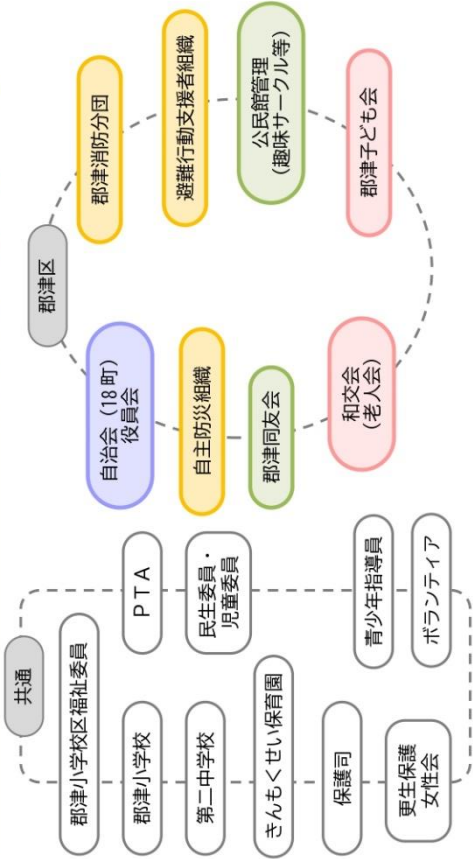 共通
郡津小学校区福祉委員
郡津小学校
PTA
第二中学校
民生委員・
児童委員
きんもくせい保育園
保護司
青少年指導員
更生保護
女性会
ボランティア
郡津区
自治会(18町)
役員会
郡津消防分団
自主防災組織
避難行動支援者組織
郡津同友会
公民館管理
(趣味サークル等)
和交会
(老人会)
郡津子ども会